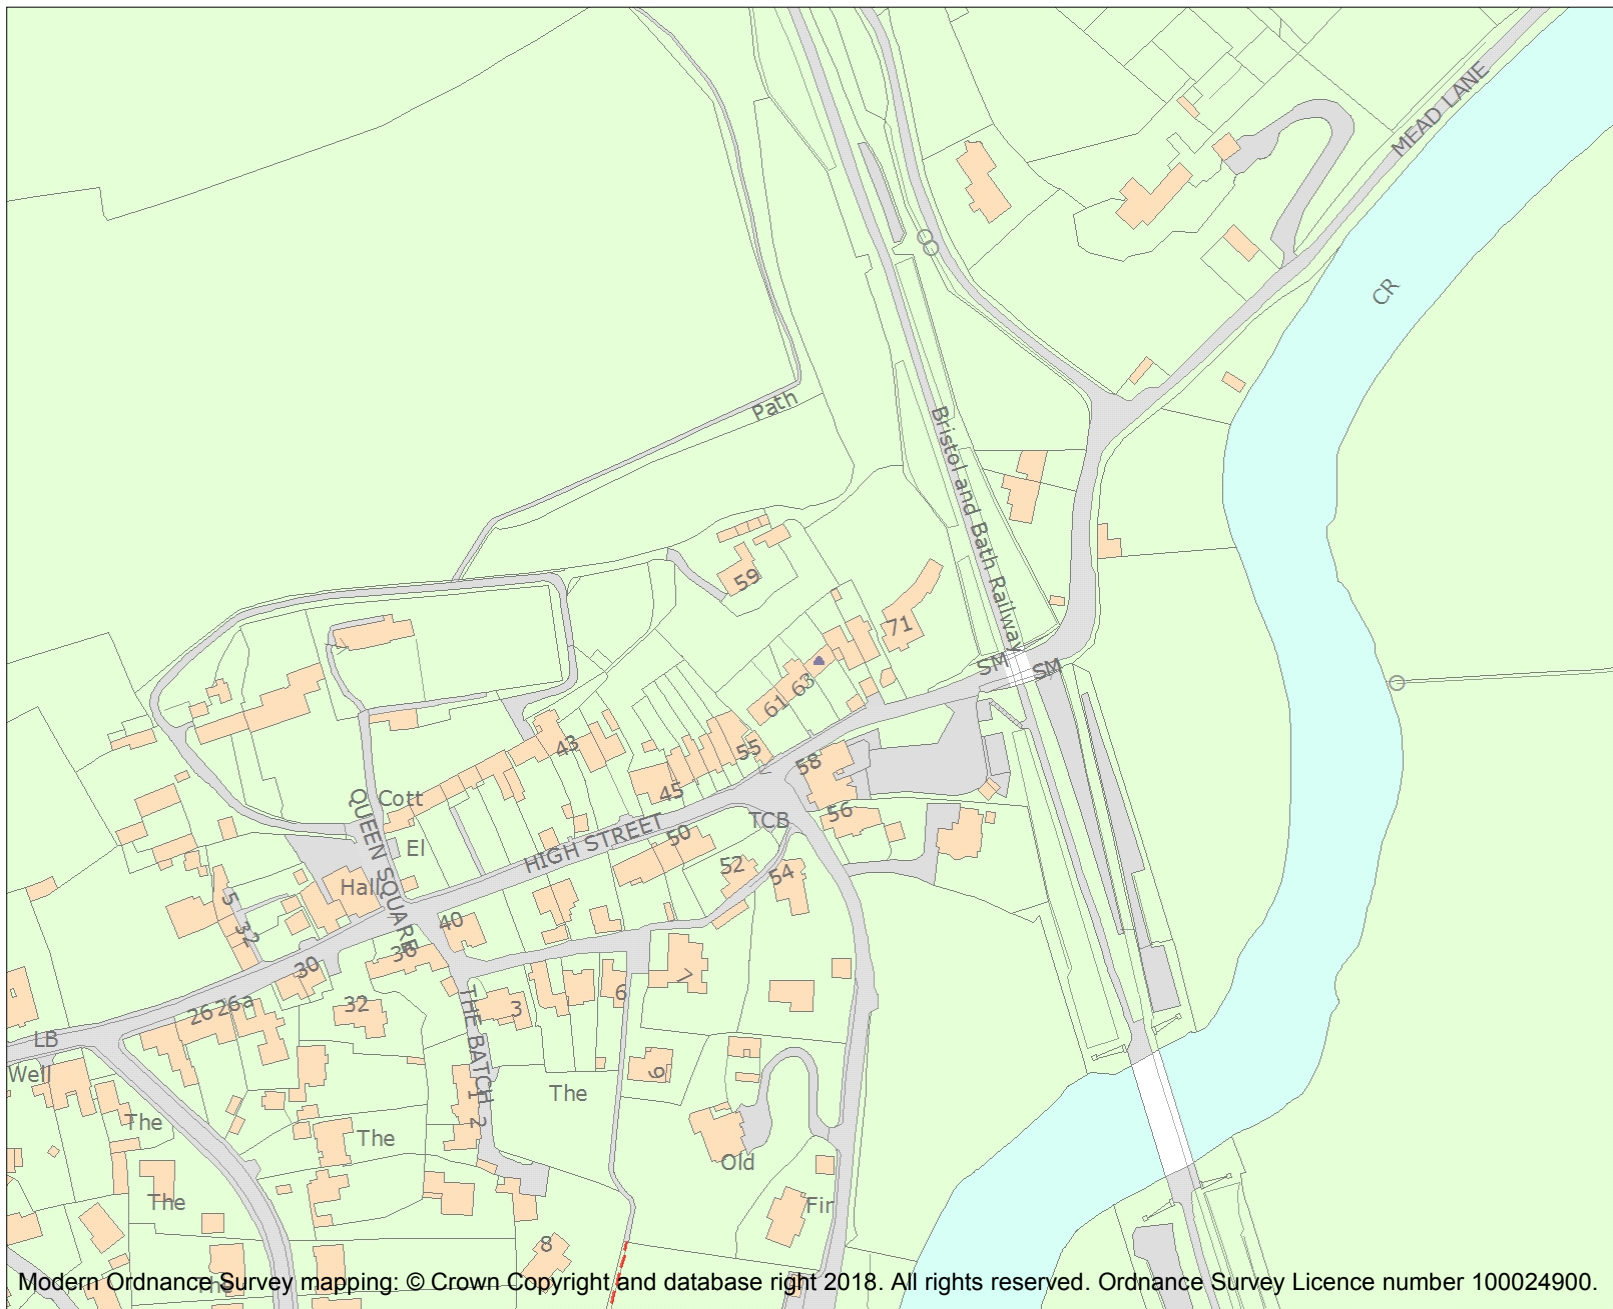 MEAD LANE
CR
Path
Bristol and Bath Railway
59
71
SM
SM
63
61
43
55
58
45
Cott
56
TCB
HIGH STREET
50
El
QUEEN SQUARE
52
54
Hall
5
32
40
36
30
7
6
3
32
26
26a
THE BATCH
LB
Well
9
The
1
2
The
The
Old
The
Fir
8
The
Modern Ordnance Survey mapping: © Crown Copyright and database right 2018. All rights reserved. Ordnance Survey Licence number 100024900.